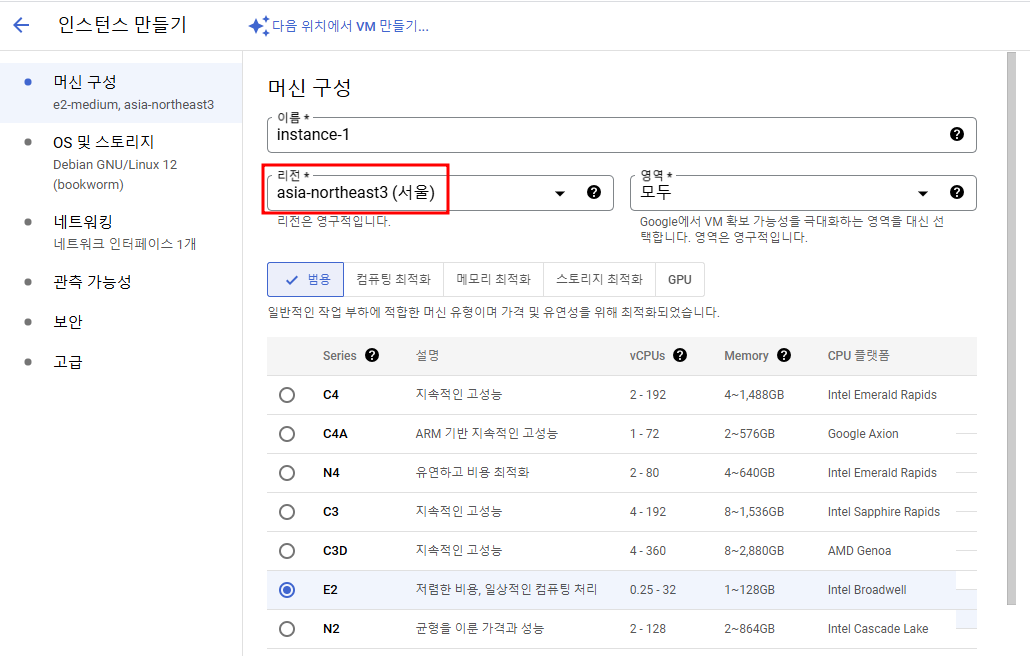 인스턴스 만들기
다음 위치에서 VM 만들기...
머신 구성
e2-medium, asia-northeast3
OS 및 스토리지
Debian GNU/Linux 12
(bookworm)
네트워킹
네트워크 인터페이스 1개
관측 가능성
보안
고급
머신 구성
이름 *
instance-1
리전 *
asia-northeast3 (서울)
리전은 영구적입니다.
영역 *
모두
Google에서 VM 확보 가능성을 극대화하는 영역을 대신 선
택합니다. 영역은 영구적입니다.
범용 컴퓨팅 최적화 메모리 최적화 스토리지 최적화 GPU
일반적인 작업 부하에 적합한 머신 유형이며 가격 및 유연성을 위해 최적화되었습니다.
Series 설명 vCPUs Memory CPU 플랫폼
C4 지속적인 고성능 2 - 192 4~1,488GB Intel Emerald Rapids
C4A ARM 기반 지속적인 고성능 1 - 72 2~576GB Google Axion
N4 유연하고 비용 최적화 2 - 80 4~640GB Intel Emerald Rapids
C3 지속적인 고성능 4 - 192 8~1,536GB Intel Sapphire Rapids
C3D 지속적인 고성능 4 - 360 8~2,880GB AMD Genoa
E2 저렴한 비용, 일상적인 컴퓨팅 처리 0.25 - 32 1~128GB Intel Broadwell
N2 균형을 이룬 가격과 성능 2 - 128 2~864GB Intel Cascade Lake